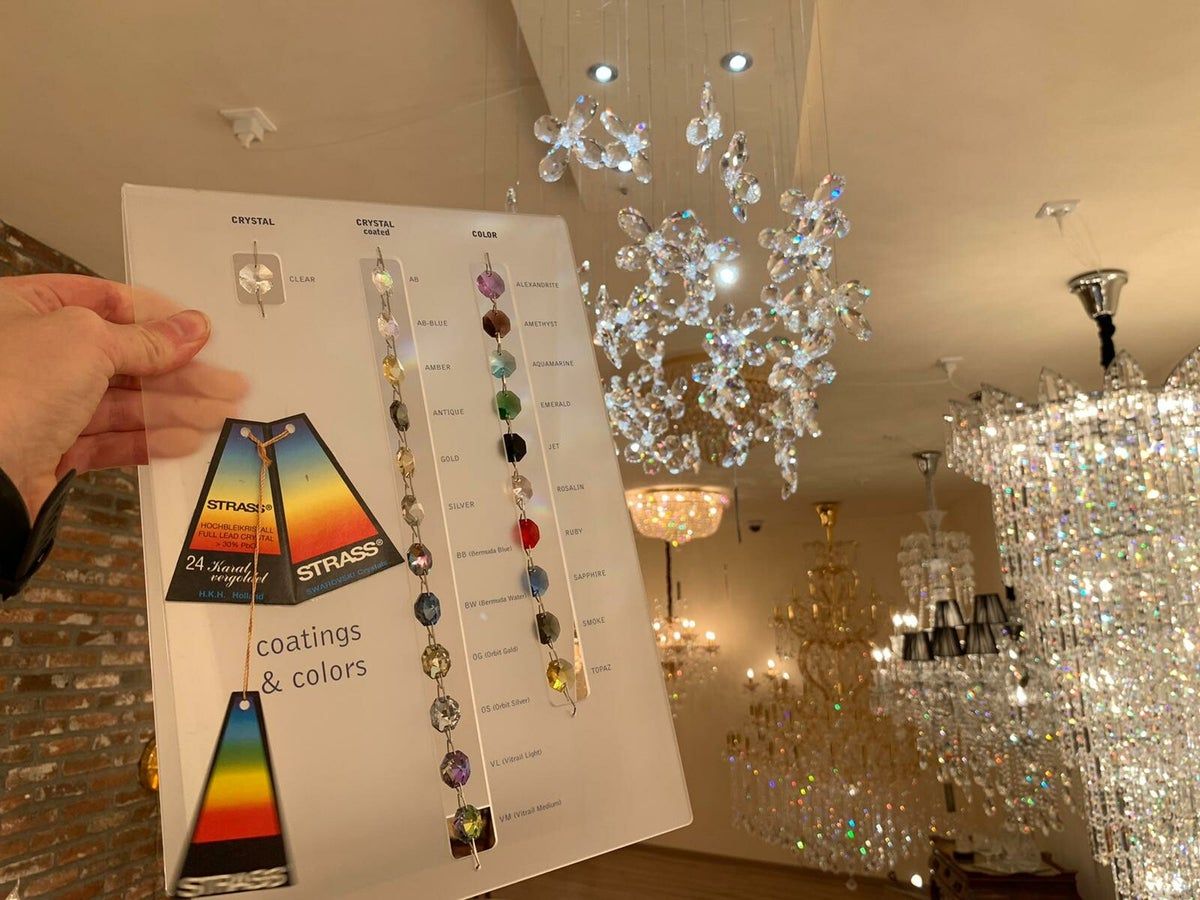 CRYSTAL
CLEAR
CRYSTAL
coated
AB
AB-BLUE
AMBER
ANTIQUE
GOLD
SILVER
BB (Bermuda Blue)
BW (Bermuda Water)
OG (Orbit Gold)
OS (Orbit Silver)
VL (Vitrail Light)
VM (Vitrail Medium)
COLOR
ALEXANDRITE
AMETHYST
AQUAMARINE
EMERALD
JET
ROSALIN
RUBY
SAPPHIRE
SMOKE
TOPAZ
STRASS®
HOCHBLEIKRISTALL
FULL LEAD CRYSTAL
> 30% PbO
24 Karat
vergoldet
H.K.H. Holland
STRASS®
SWAROVSKI Crystals
coatings
& colors
STRASS